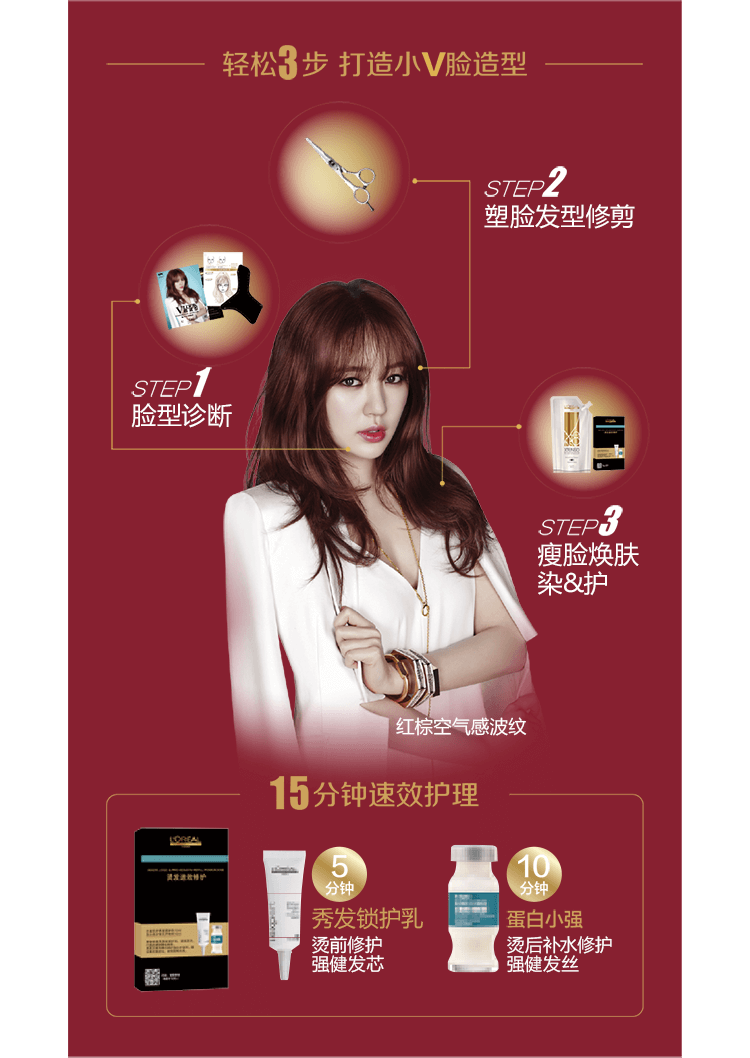 轻松3步 打造小V脸造型
STEP2
塑脸发型修剪
STEP1
脸型诊断
STEP3
瘦脸焕肤
染&护
红棕空气感波纹
15分钟速效护理
L'ORÉAL
烫发速效特护
5
分钟
秀发锁护乳
烫前修护
强健发芯
10
分钟
蛋白小强
烫后补水修护
强健发丝